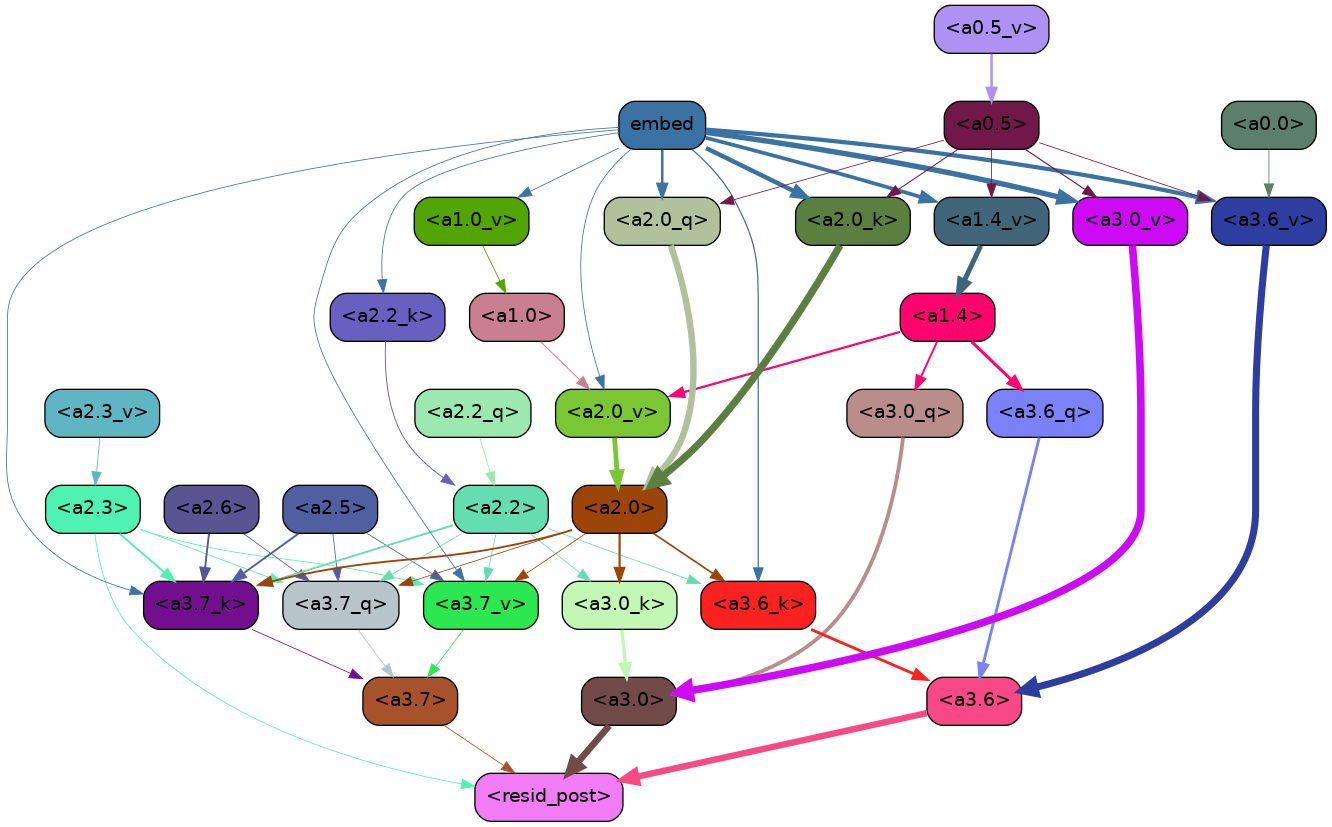 <a0.5_v>
embed
<a0.5>
<a0.0>
<a1.0_v>
<a2.0_q>
<a2.0_k>
<a1.4_v>
<a3.0_v>
<a3.6_v>
<a2.2_k>
<a1.0>
<a1.4>
<a2.3_v>
<a2.2_q>
<a2.0_v>
<a3.0_q>
<a3.6_q>
<a2.3>
<a2.6>
<a2.5>
<a2.2>
<a2.0>
<a3.7_k>
<a3.7_q>
<a3.7_v>
<a3.0_k>
<a3.6_k>
<a3.7>
<a3.0>
<a3.6>
<resid_post>